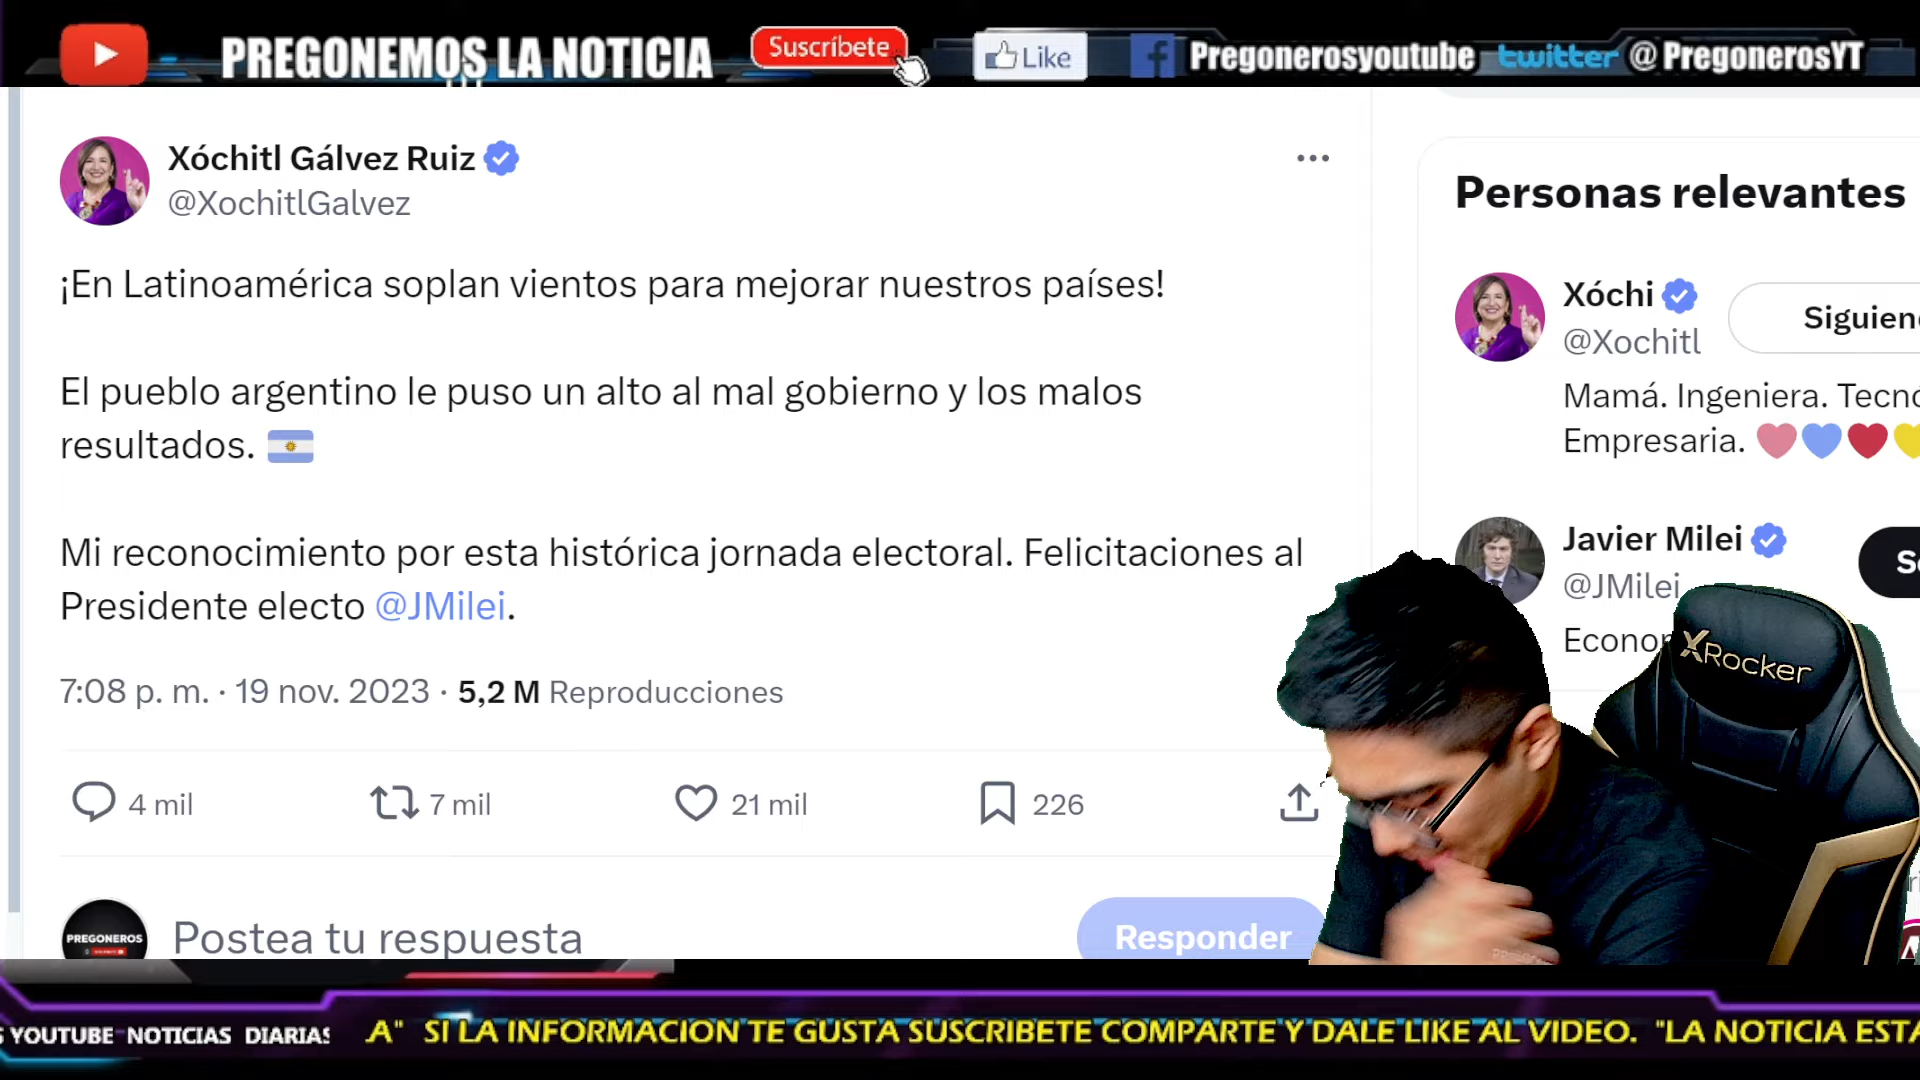 PREGONEMOS LA NOTICIA
Suscríbete
Like
Pregonerosyoutube
twitter @PregonerosYT
Xóchitl Gálvez Ruiz
@XochitlGalvez
¡En Latinoamérica soplan vientos para mejorar nuestros países!
El pueblo argentino le puso un alto al mal gobierno y los malos
resultados.
Mi reconocimiento por esta histórica jornada electoral. Felicitaciones al
Presidente electo @JMilei.
7:08 p. m. · 19 nov. 2023 · 5,2 M Reproducciones
4 mil
7 mil
21 mil
226
PREGONEROS
Postea tu respuesta
Responder
Personas relevantes
Xóchi
@Xochitl
Siguien
Mamá. Ingeniera. Tecno
Empresaria.
Javier Milei
@JMilei
S
Econo
XRocker
S YOUTUBE NOTICIAS DIARIAS
A" SI LA INFORMACION TE GUSTA SUSCRIBETE COMPARTE Y DALE LIKE AL VIDEO. "LA NOTICIA ESTA